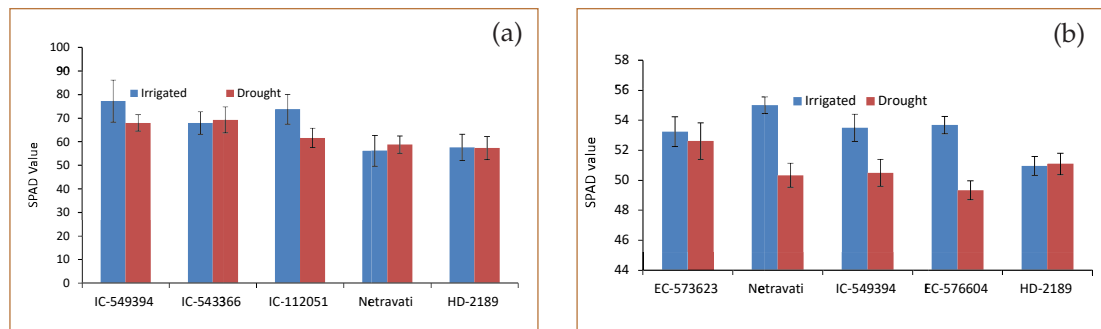 (a)
100
90
80
70
60
50
40
30
20
10
0
SPAD Value
Irrigated Drought
IC-549394 IC-543366 IC-112051 Netravati HD-2189
(b)
58
56
54
52
50
48
46
44
SPAD value
Irrigated Drought
EC-573623 Netravati IC-549394 EC-576604 HD-2189